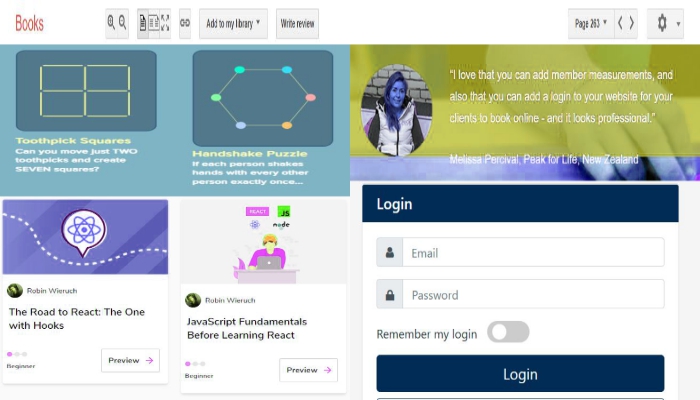 Books
Add to my library
Write review
Page 263
Toothpick Squares
Can you move just TWO
toothpicks and create
SEVEN squares?
Handshake Puzzle
If each person shakes
hands with every other
person exactly once...
"I love that you can add member measurements, and
also that you can add a login to your website for your
clients to book online - and it looks professional."
Melissa Percival, Peak for Life, New Zealand
REACT
JS
node
Robin Wieruch
The Road to React: The One
with Hooks
Beginner
Preview
Robin Wieruch
JavaScript Fundamentals
Before Learning React
Beginner
Preview
Login
Email
Password
Remember my login
Login